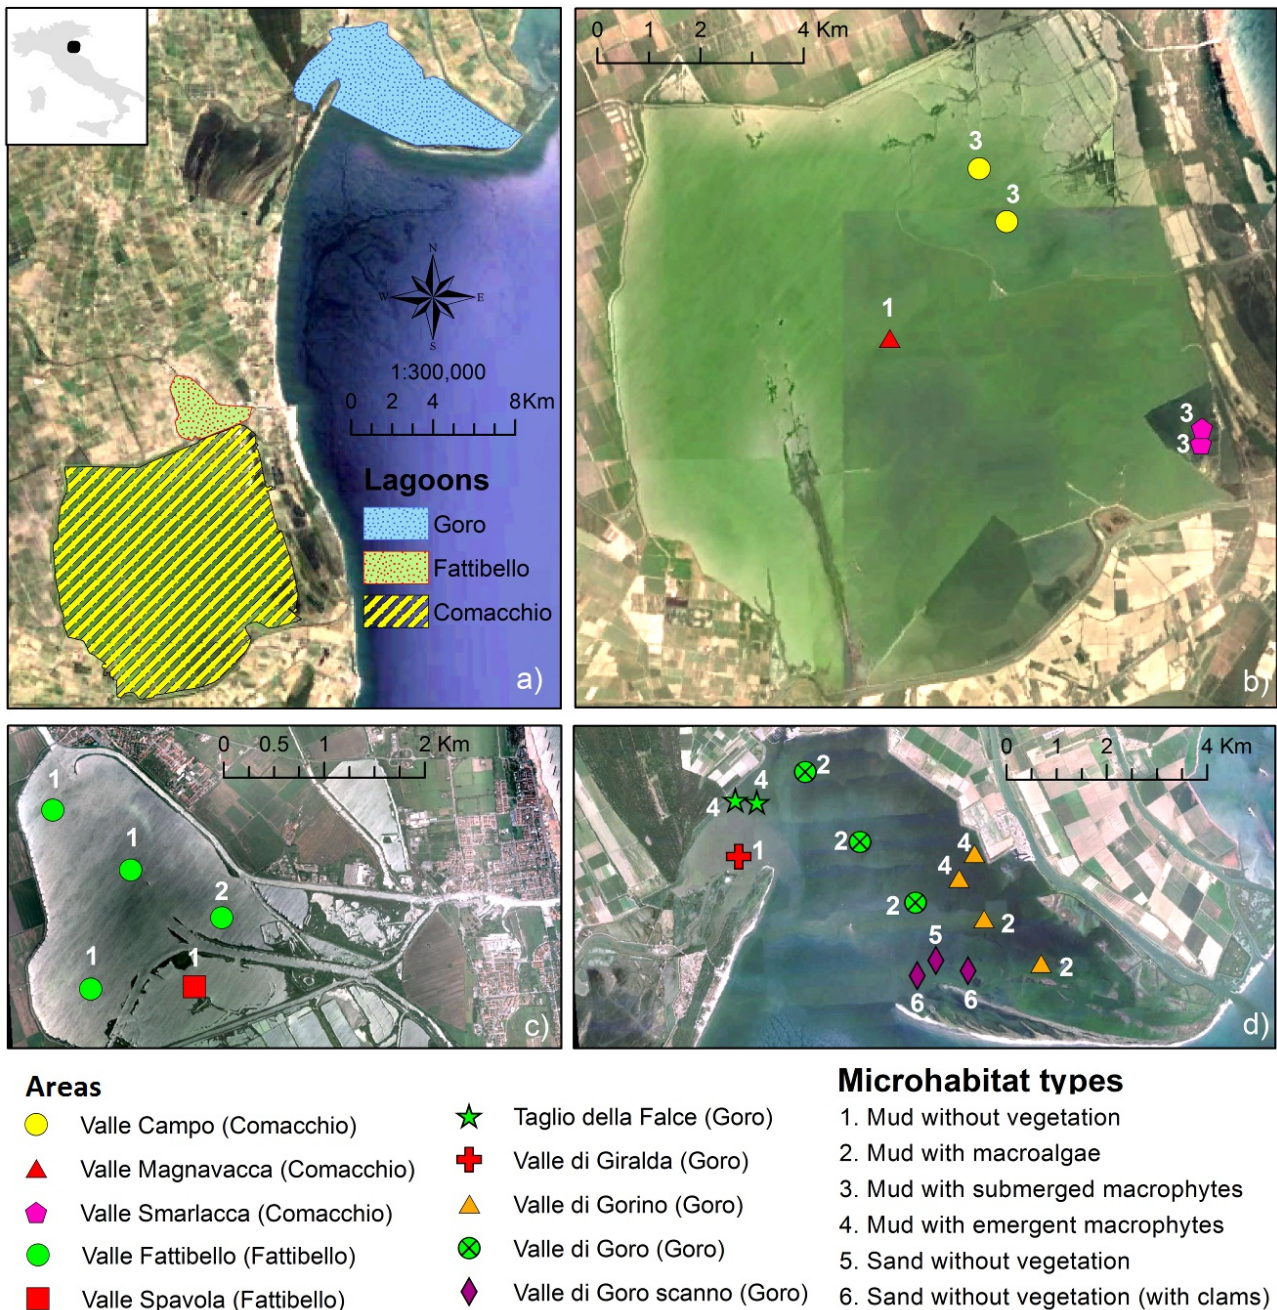 N
W
E
S
1:300,000
0 2 4 8Km
Lagoons
Goro
Fattibello
Comacchio
a)
0 1 2 4 Km
3
3
1
3
3
b)
0 0.5 1 2 Km
1
1
2
1
1
c)
0 1 2 4 Km
2
4
4
1
2
4
4
2
2
5
2
6
6
d)
Areas
Valle Campo (Comacchio)
Valle Magnavacca (Comacchio)
Valle Smarlacca (Comacchio)
Valle Fattibello (Fattibello)
Valle Spavola (Fattibello)
Taglio della Falce (Goro)
Valle di Giralda (Goro)
Valle di Gorino (Goro)
Valle di Goro (Goro)
Valle di Goro scanno (Goro)
Microhabitat types
1. Mud without vegetation
2. Mud with macroalgae
3. Mud with submerged macrophytes
4. Mud with emergent macrophytes
5. Sand without vegetation
6. Sand without vegetation (with clams)